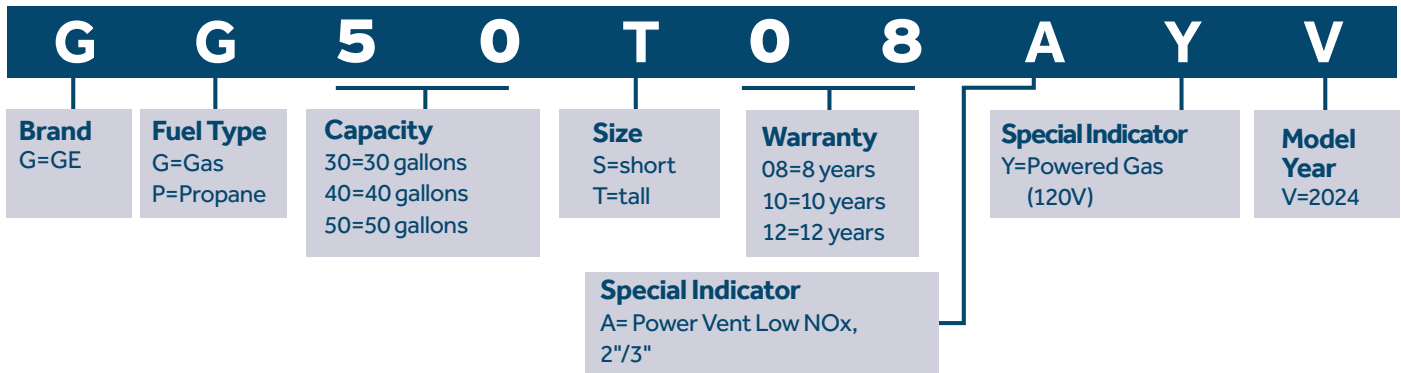 G G 5 0 T 0 8 A Y V
Brand
G=GE
Fuel Type
G=Gas
P=Propane
Capacity
30=30 gallons
40=40 gallons
50=50 gallons
Size
S=short
T=tall
Warranty
08=8 years
10=10 years
12=12 years
Special Indicator
Y=Powered Gas
(120V)
Model
Year
V=2024
Special Indicator
A= Power Vent Low NOx,
2"/3"